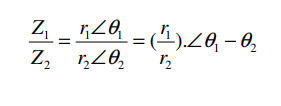 Z₁/Z₂ = r₁∠θ₁/r₂∠θ₂ = (r₁/r₂).∠θ₁ − θ₂